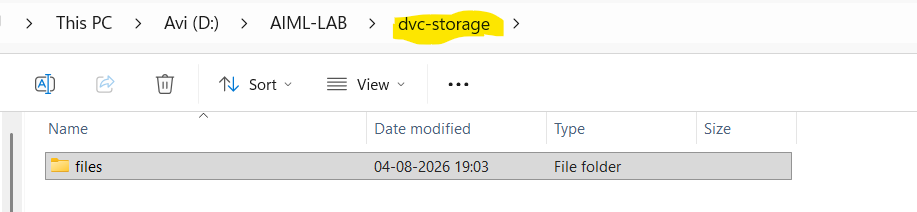 This PC > Avi (D:) > AIML-LAB > dvc-storage >
Sort View ...
Name Date modified Type Size
files 04-08-2026 19:03 File folder